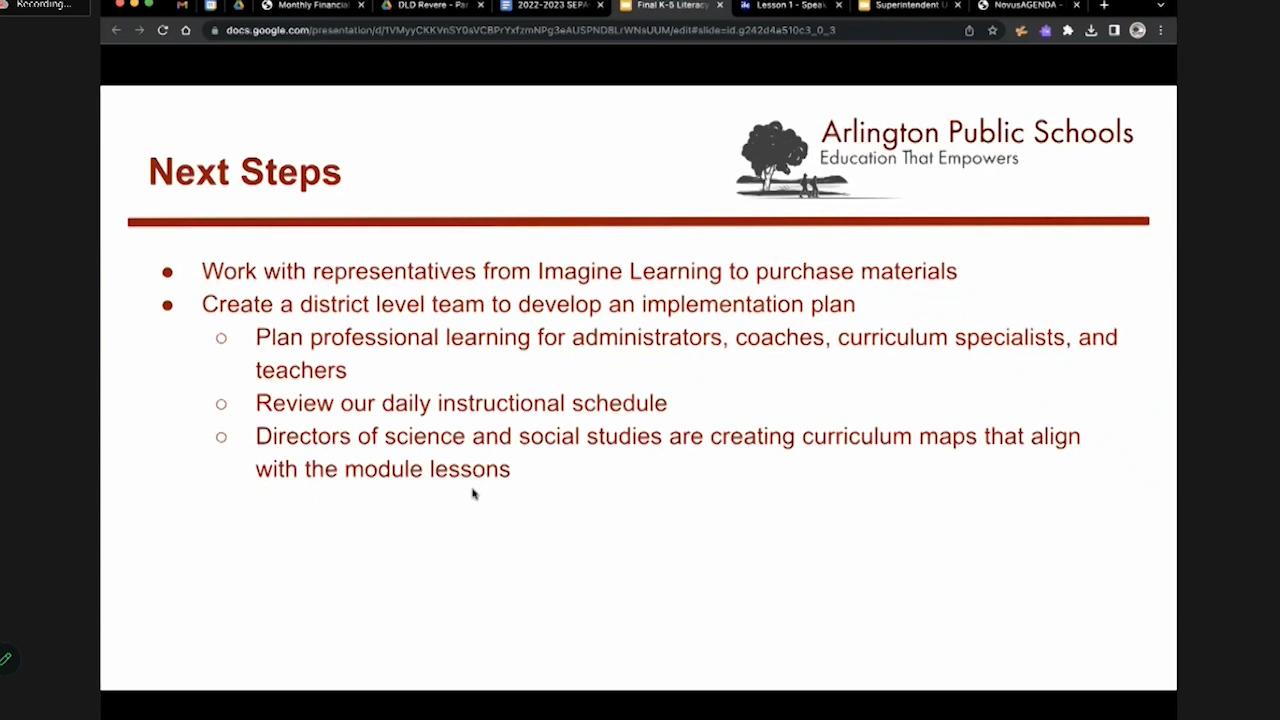 Recording...
Monthly Financial
DLD Revere - Par
2022-2023 SEPA
Final K-5 Literacy
Lesson 1 - Speak
Superintendent U
NovusAGENDA -
docs.google.com/presentation/d/1VMyyCKKVnSY0sVCBPrYxfzmNPg3eAUSPND8LrWNsUUM/edit#slide=id.g242d4a510c3_0_3
Arlington Public Schools
Education That Empowers
Next Steps
● Work with representatives from Imagine Learning to purchase materials
● Create a district level team to develop an implementation plan
○ Plan professional learning for administrators, coaches, curriculum specialists, and
teachers
○ Review our daily instructional schedule
○ Directors of science and social studies are creating curriculum maps that align
with the module lessons